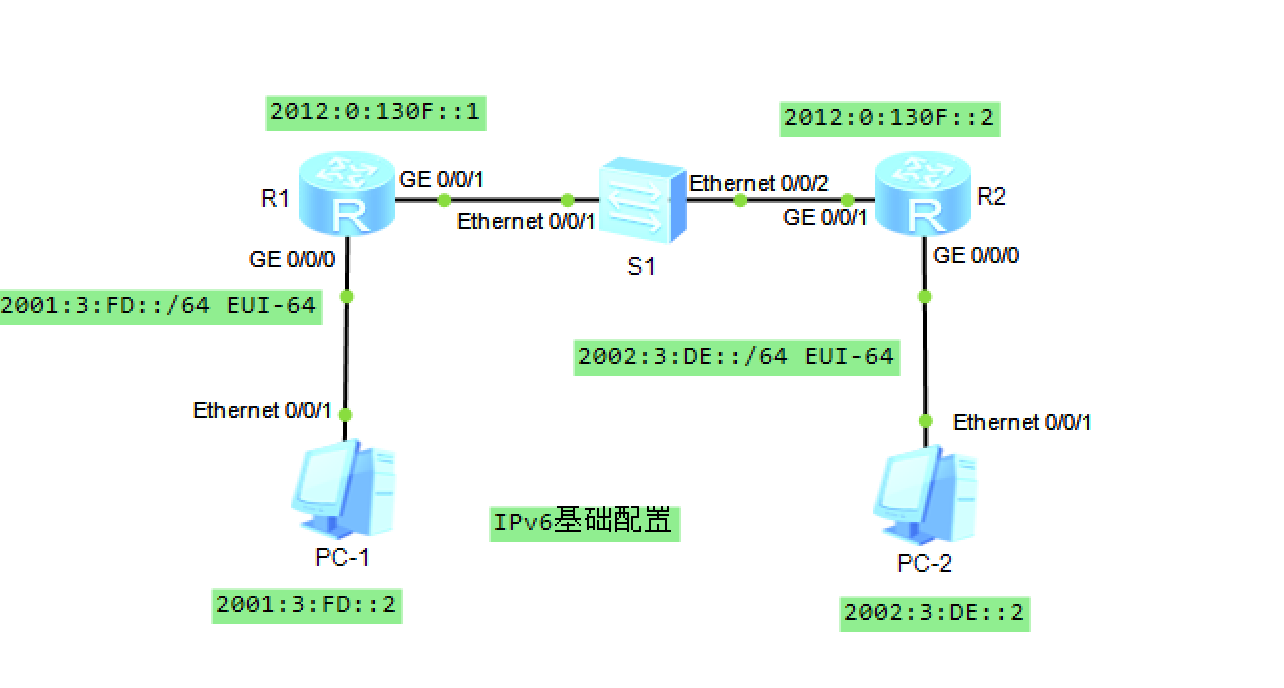 2012:0:130F::1
2012:0:130F::2
R1
GE 0/0/1
Ethernet 0/0/1
S1
Ethernet 0/0/2
GE 0/0/1
R2
GE 0/0/0
GE 0/0/0
2001:3:FD::/64 EUI-64
2002:3:DE::/64 EUI-64
Ethernet 0/0/1
Ethernet 0/0/1
PC-1
IPv6基础配置
PC-2
2001:3:FD::2
2002:3:DE::2